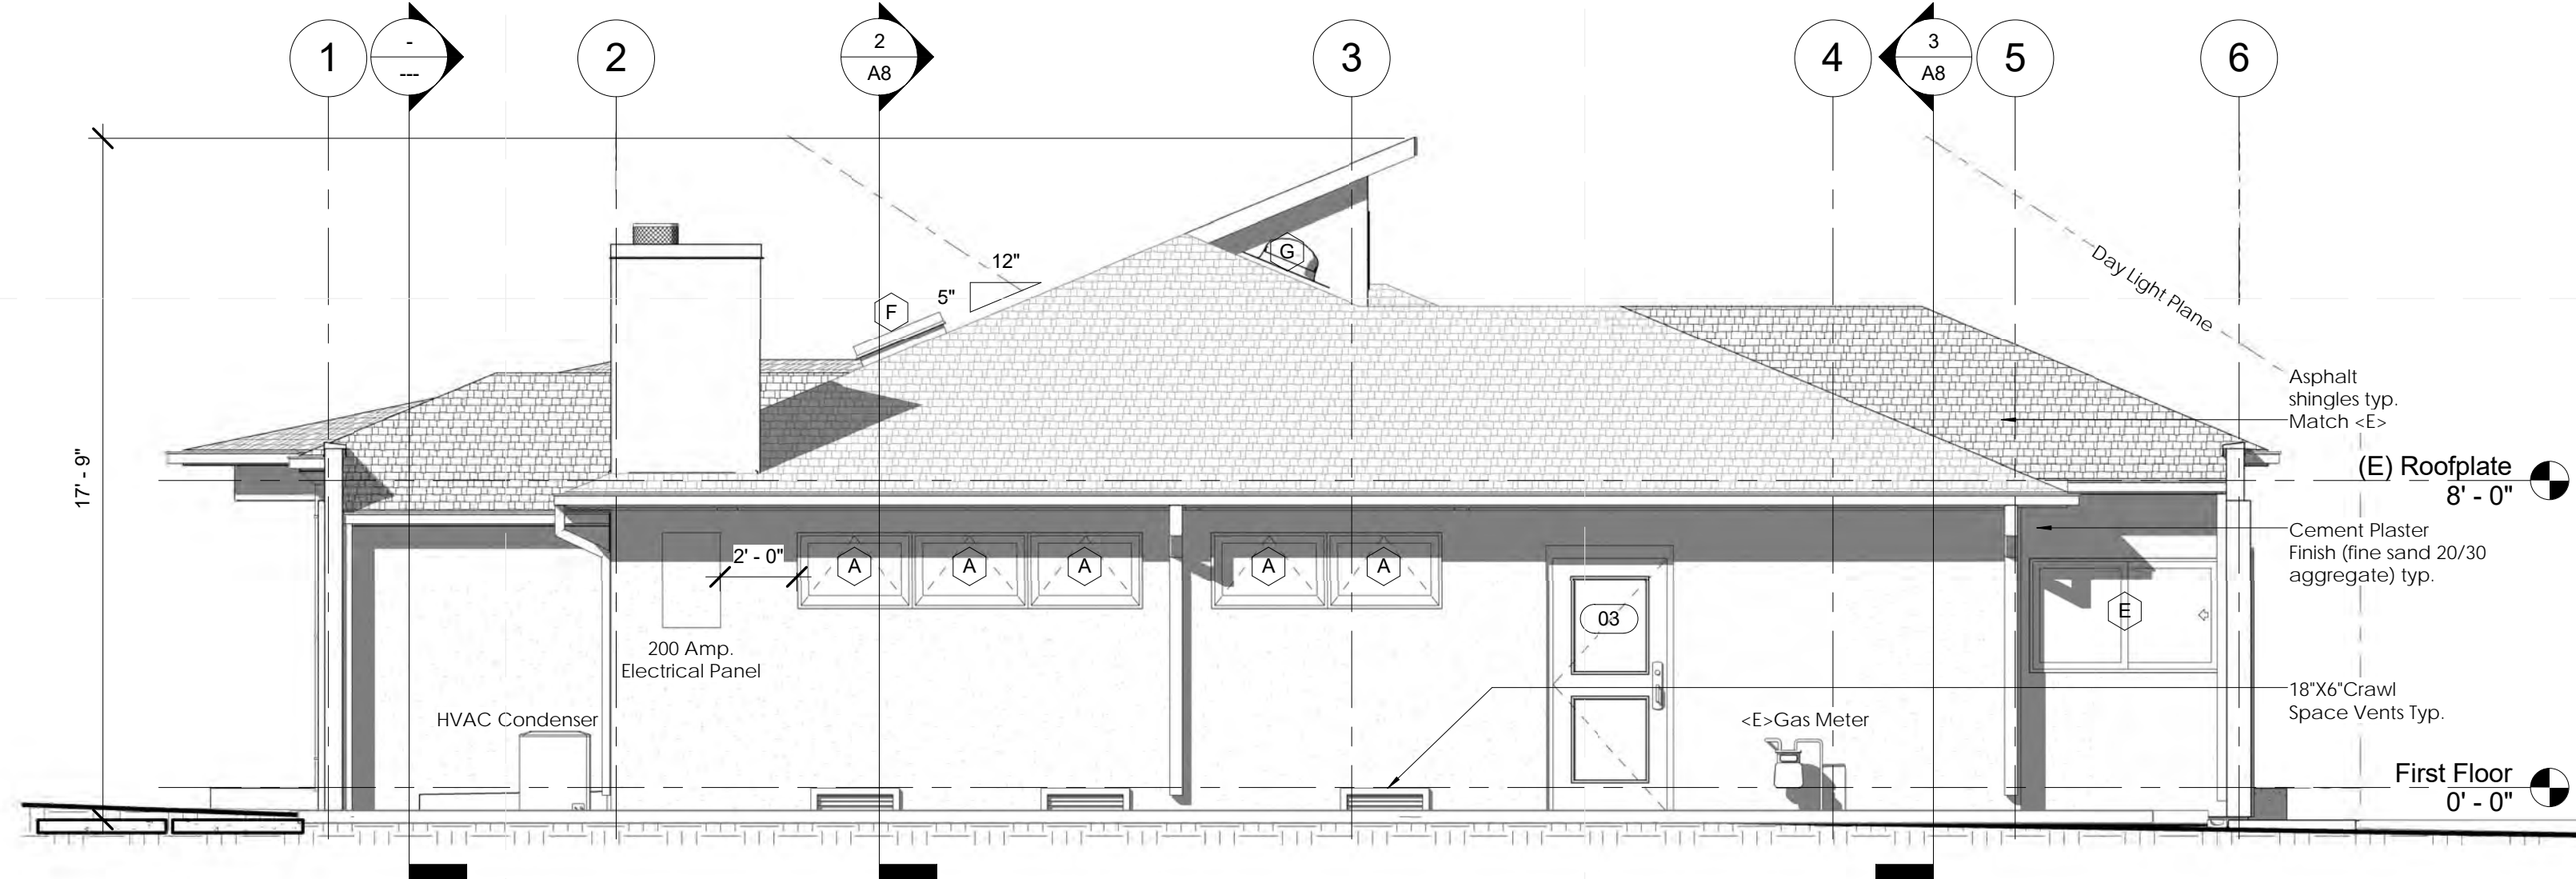 1
-
---
2
2
A8
3
4
3
A8
5
6
17' - 9"
12"
5"
F
G
Day Light Plane
Asphalt
shingles typ.
Match <E>
(E) Roofplate
8' - 0"
Cement Plaster
Finish (fine sand 20/30
aggregate) typ.
2' - 0"
A
A
A
A
A
03
E
200 Amp.
Electrical Panel
HVAC Condenser
<E>Gas Meter
18"X6"Crawl
Space Vents Typ.
First Floor
0' - 0"